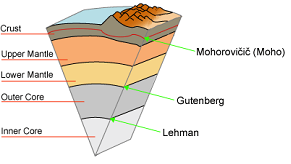 Crust
Mohorovičić (Moho)
Upper Mantle
Lower Mantle
Outer Core
Gutenberg
Inner Core
Lehman